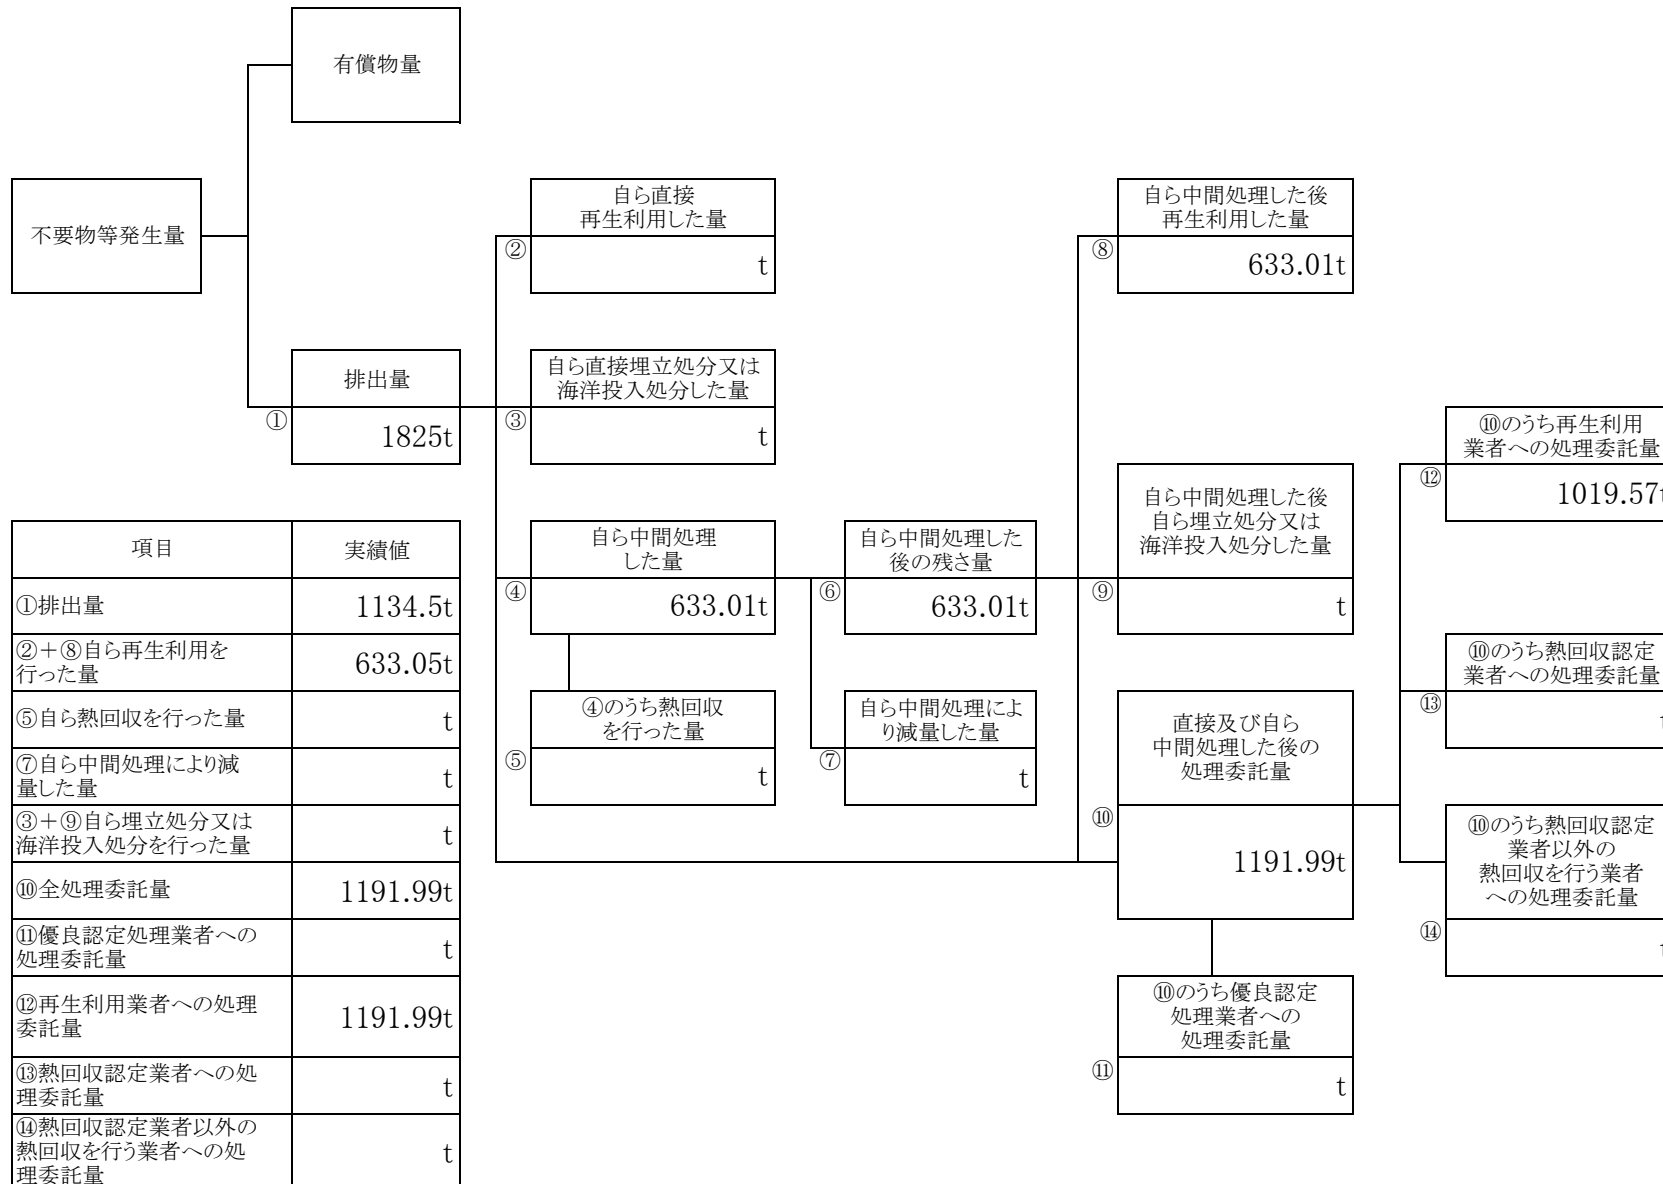 有償物量
不要物等発生量
自ら直接
再生利用した量
②
t
自ら中間処理した後
再生利用した量
⑧
633.01t
排出量
①
1825t
自ら直接埋立処分又は
海洋投入処分した量
③
t
⑩のうち再生利用
業者への処理委託量
⑫
1019.57t
自ら中間処理
した量
④
633.01t
自ら中間処理した
後の残さ量
⑥
633.01t
自ら中間処理した後
自ら埋立処分又は
海洋投入処分した量
⑨
t
⑩のうち熱回収認定
業者への処理委託量
⑬
t
④のうち熱回収
を行った量
⑤
t
自ら中間処理によ
り減量した量
⑦
t
直接及び自ら
中間処理した後の
処理委託量
⑩
1191.99t
⑩のうち熱回収認定
業者以外の
熱回収を行う業者
への処理委託量
⑭
t
⑩のうち優良認定
処理業者への
処理委託量
⑪
t
項目 実績値
①排出量 1134.5t
②＋⑧自ら再生利用を
行った量 633.05t
⑤自ら熱回収を行った量 t
⑦自ら中間処理により減
量した量 t
③＋⑨自ら埋立処分又は
海洋投入処分を行った量 t
⑩全処理委託量 1191.99t
⑪優良認定処理業者への
処理委託量 t
⑫再生利用業者への処理
委託量 1191.99t
⑬熱回収認定業者への処
理委託量 t
⑭熱回収認定業者以外の
熱回収を行う業者への処
理委託量 t